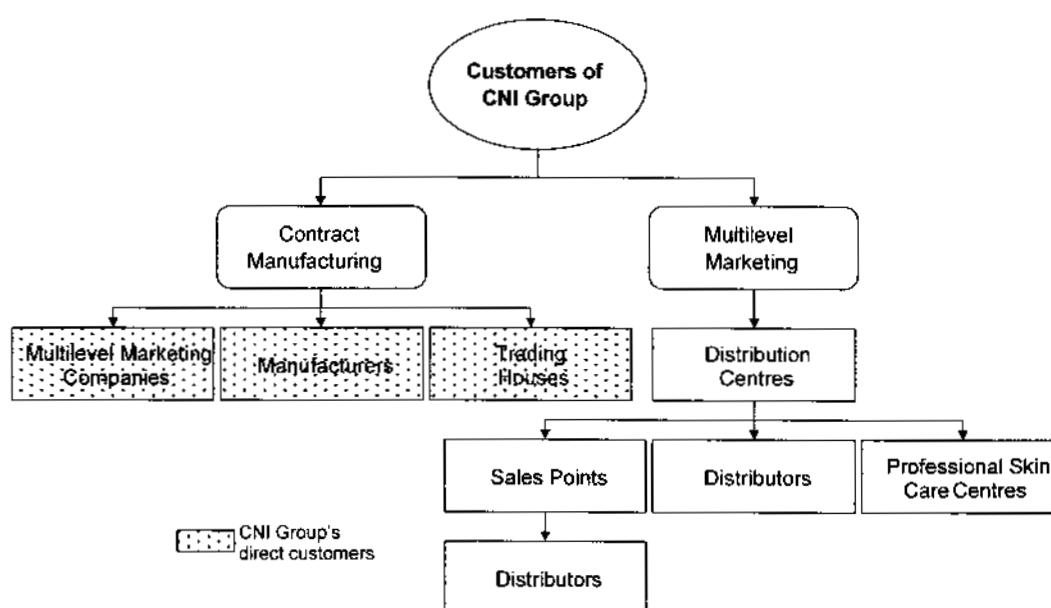 Customers of
CNI Group
Contract
Manufacturing
Multilevel
Marketing
Multilevel Marketing
Companies
Manufacturers
Trading
Houses
Distribution
Centres
Sales Points
Distributors
Professional Skin
Care Centres
CNI Group's
direct customers
Distributors